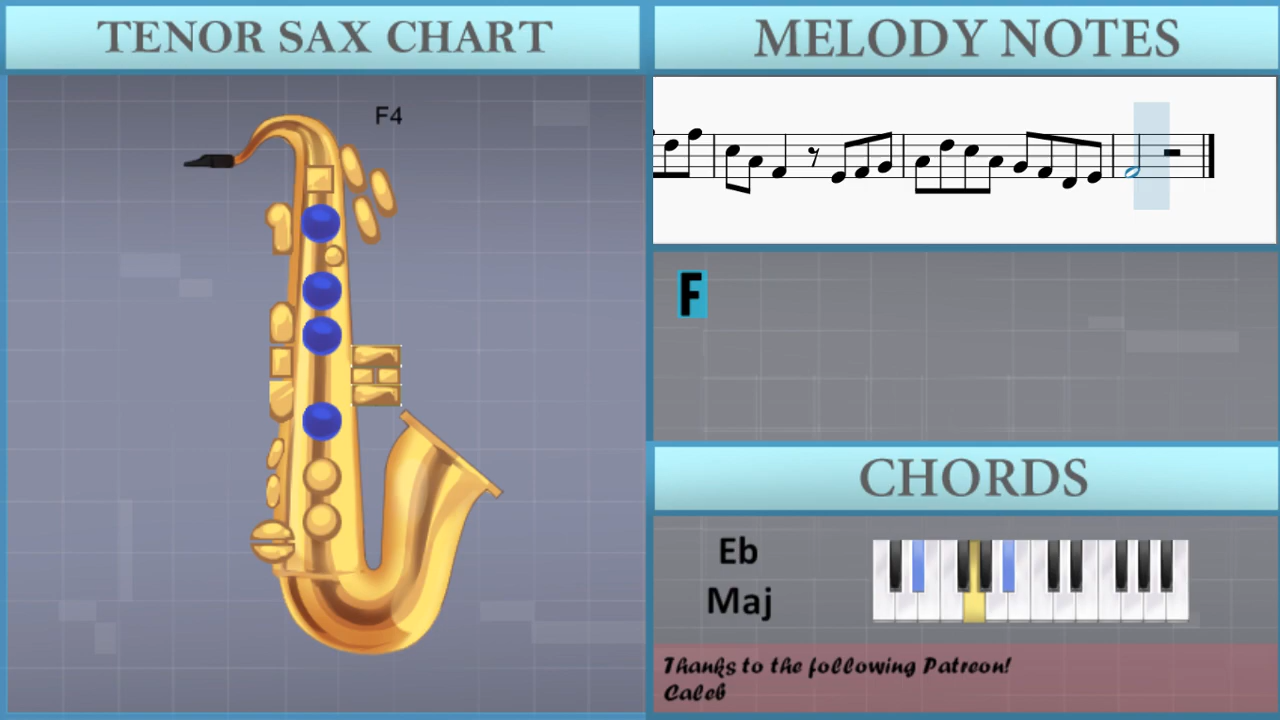 TENOR SAX CHART
F4
MELODY NOTES
F
CHORDS
Eb
Maj
Thanks to the following Patreon!
Caleb